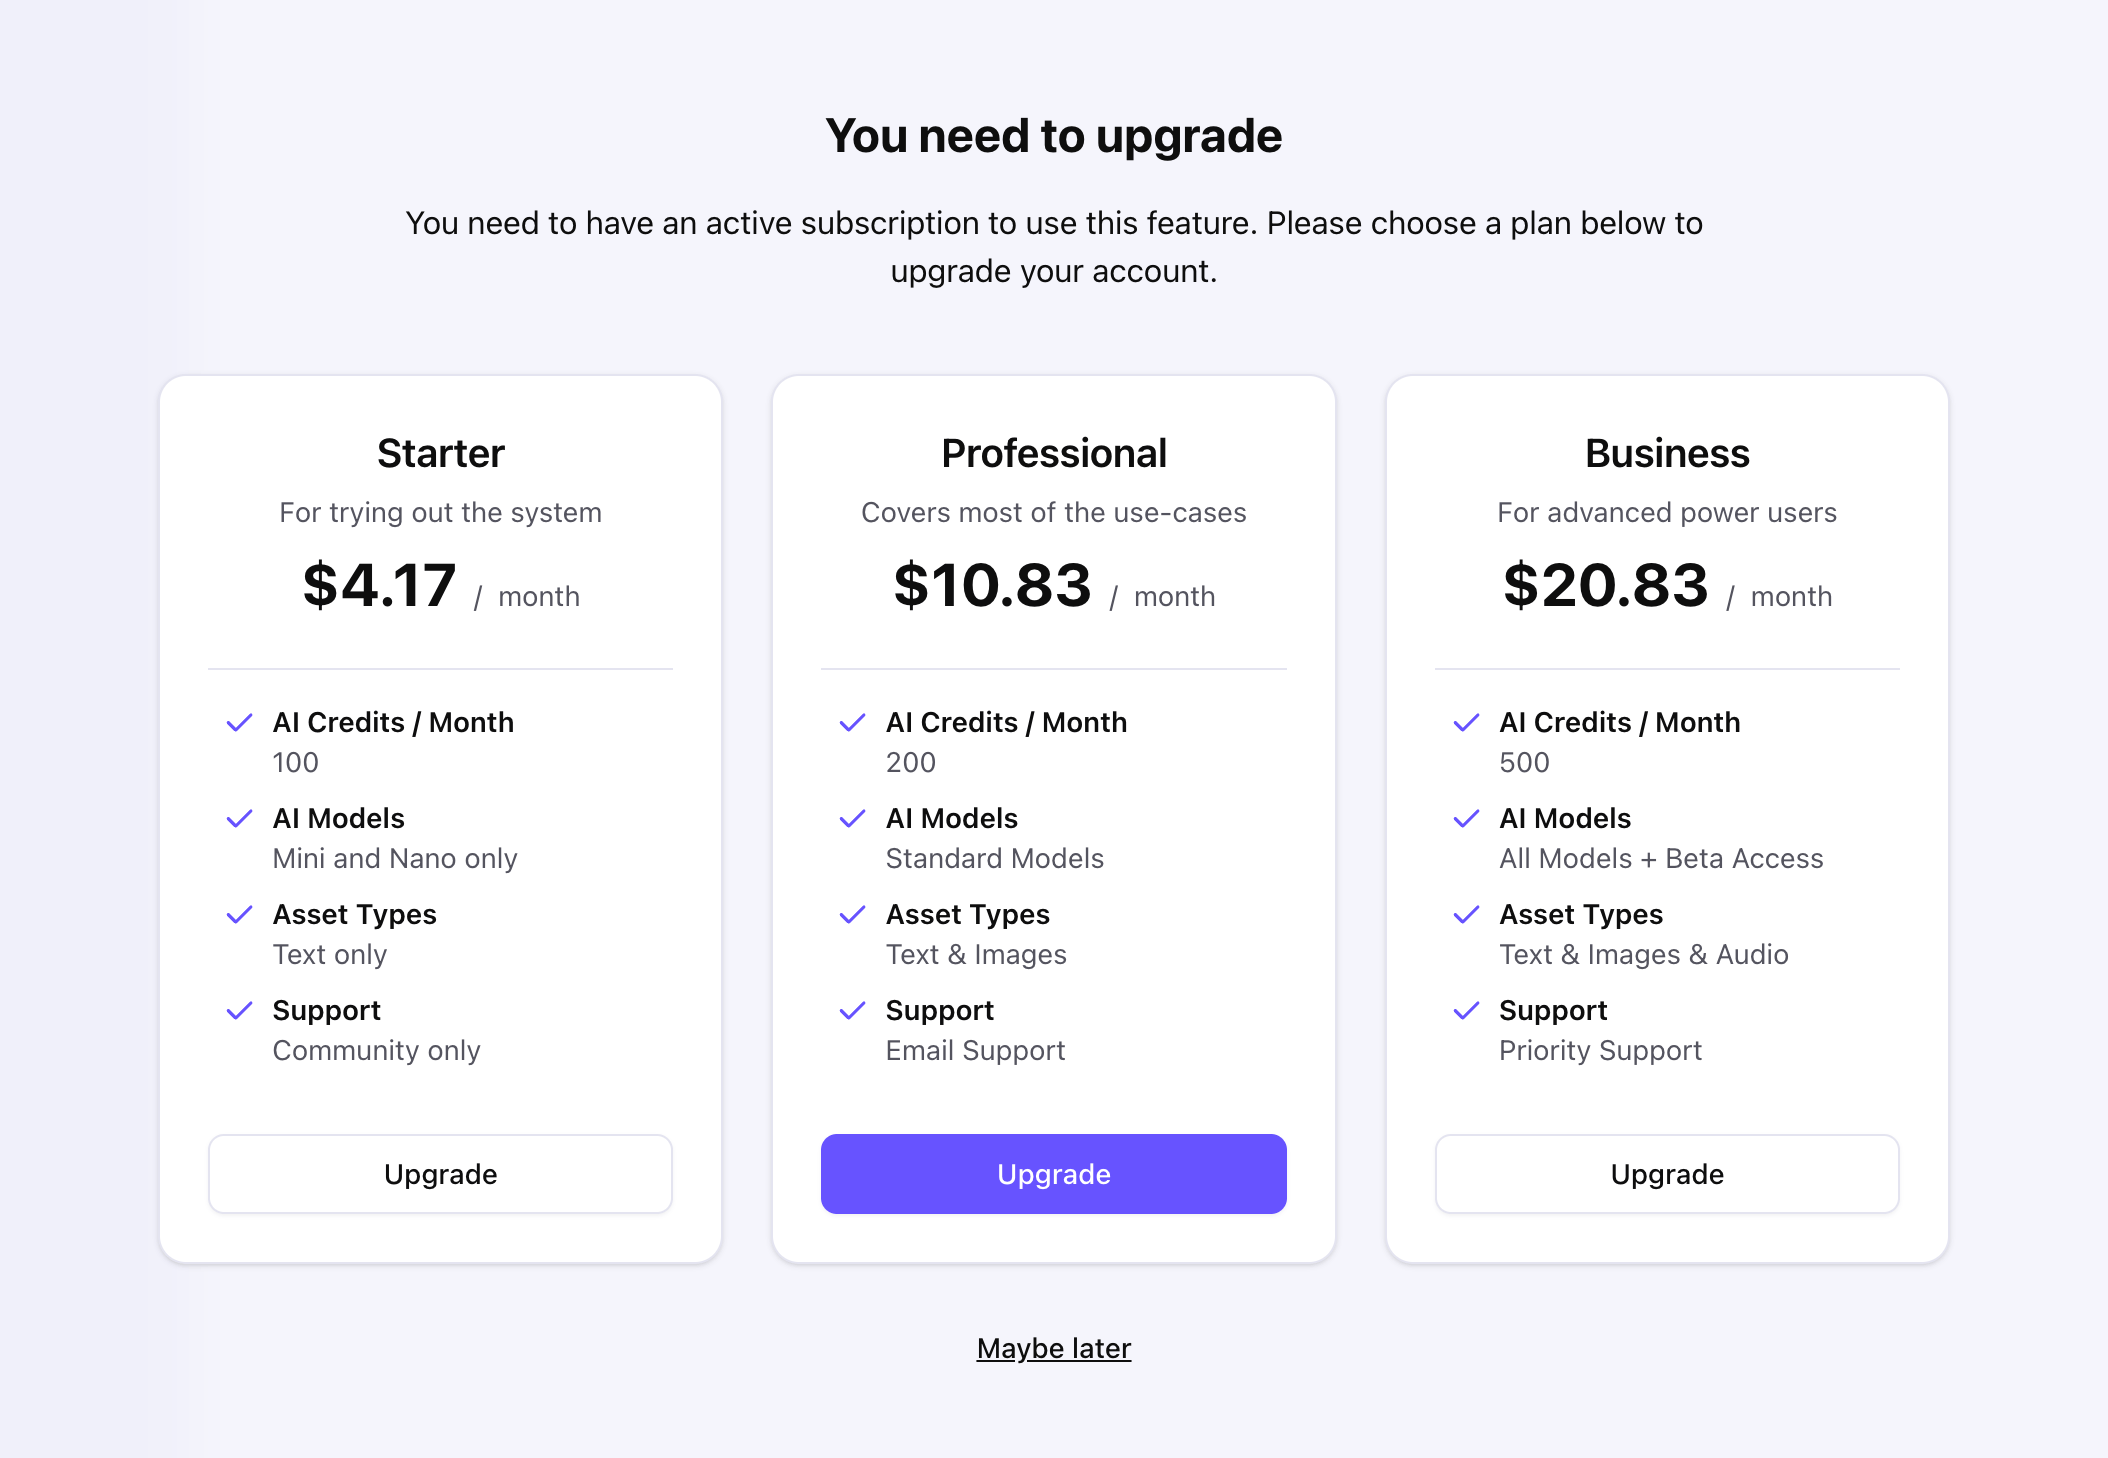 You need to upgrade
You need to have an active subscription to use this feature. Please choose a plan below to
upgrade your account.
Starter
For trying out the system
$4.17 / month
AI Credits / Month
100
AI Models
Mini and Nano only
Asset Types
Text only
Support
Community only
Upgrade
Professional
Covers most of the use-cases
$10.83 / month
AI Credits / Month
200
AI Models
Standard Models
Asset Types
Text & Images
Support
Email Support
Upgrade
Business
For advanced power users
$20.83 / month
AI Credits / Month
500
AI Models
All Models + Beta Access
Asset Types
Text & Images & Audio
Support
Priority Support
Upgrade
Maybe later